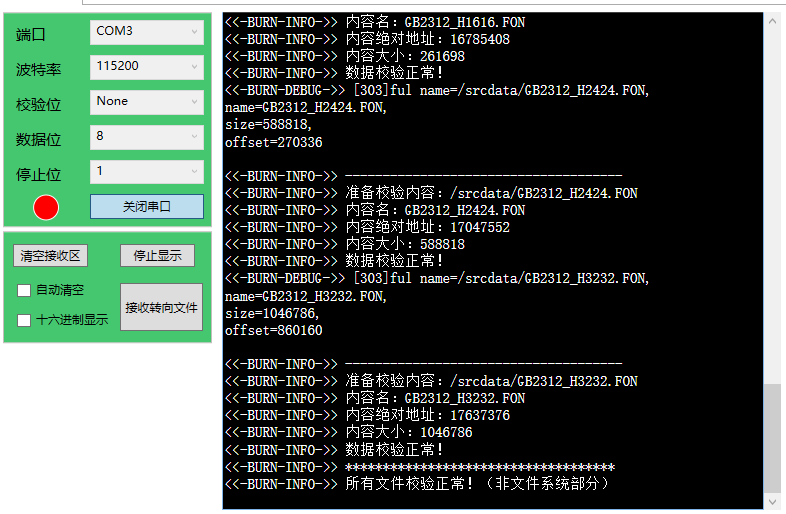 端口
COM3
波特率
115200
校验位
None
数据位
8
停止位
1
关闭串口
清空接收区
停止显示
自动清空
十六进制显示
接收转向文件
<<-BURN-INFO->> 内容名：GB2312_H1616.FON
<<-BURN-INFO->> 内容绝对地址：16785408
<<-BURN-INFO->> 内容大小：261698
<<-BURN-INFO->> 数据校验正常！
<<-BURN-DEBUG->> [303]ful name=/srcdata/GB2312_H2424.FON,
name=GB2312_H2424.FON,
size=588818,
offset=270336
<<-BURN-INFO->> -------------------------------------
<<-BURN-INFO->> 准备校验内容：/srcdata/GB2312_H2424.FON
<<-BURN-INFO->> 内容名：GB2312_H2424.FON
<<-BURN-INFO->> 内容绝对地址：17047552
<<-BURN-INFO->> 内容大小：588818
<<-BURN-INFO->> 数据校验正常！
<<-BURN-DEBUG->> [303]ful name=/srcdata/GB2312_H3232.FON,
name=GB2312_H3232.FON,
size=1046786,
offset=860160
<<-BURN-INFO->> -------------------------------------
<<-BURN-INFO->> 准备校验内容：/srcdata/GB2312_H3232.FON
<<-BURN-INFO->> 内容名：GB2312_H3232.FON
<<-BURN-INFO->> 内容绝对地址：17637376
<<-BURN-INFO->> 内容大小：1046786
<<-BURN-INFO->> 数据校验正常！
<<-BURN-INFO->> ************************************
<<-BURN-INFO->> 所有文件校验正常！（非文件系统部分）